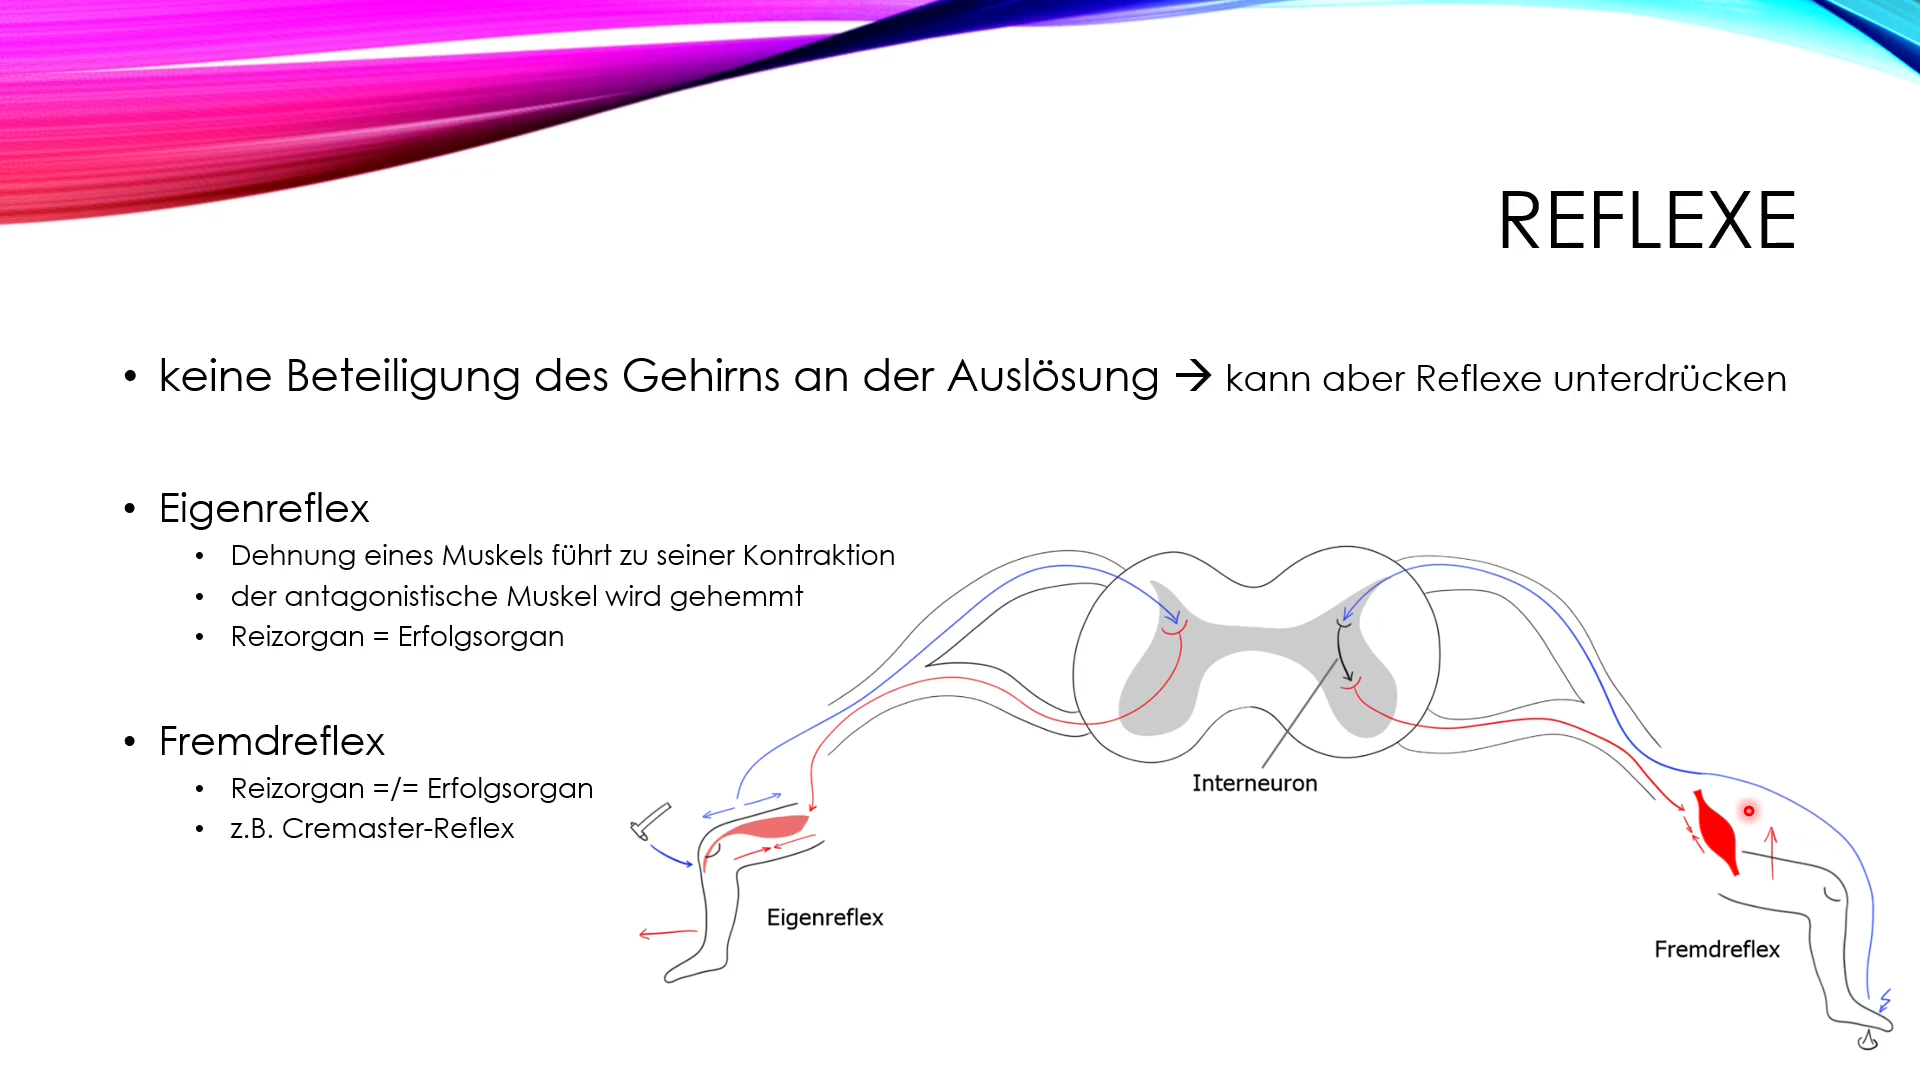 REFLEXE
• keine Beteiligung des Gehirns an der Auslösung → kann aber Reflexe unterdrücken
• Eigenreflex
• Dehnung eines Muskels führt zu seiner Kontraktion
• der antagonistische Muskel wird gehemmt
• Reizorgan = Erfolgsorgan
• Fremdreflex
• Reizorgan =/= Erfolgsorgan
• z.B. Cremaster-Reflex
Interneuron
Eigenreflex
Fremdreflex